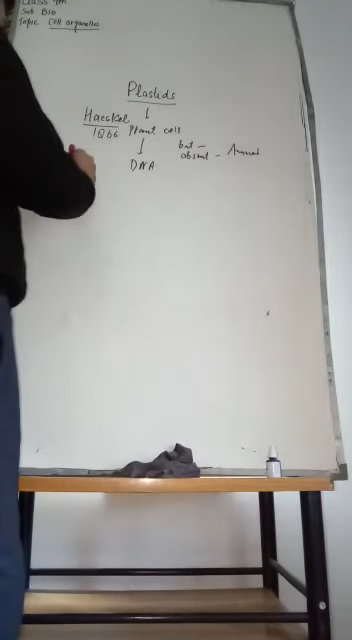 Class 9th
Sub Bio
Topic Cell organelles
Plastids
Haeckel
1866 Plant cells
but -
absent - Animal
DNA